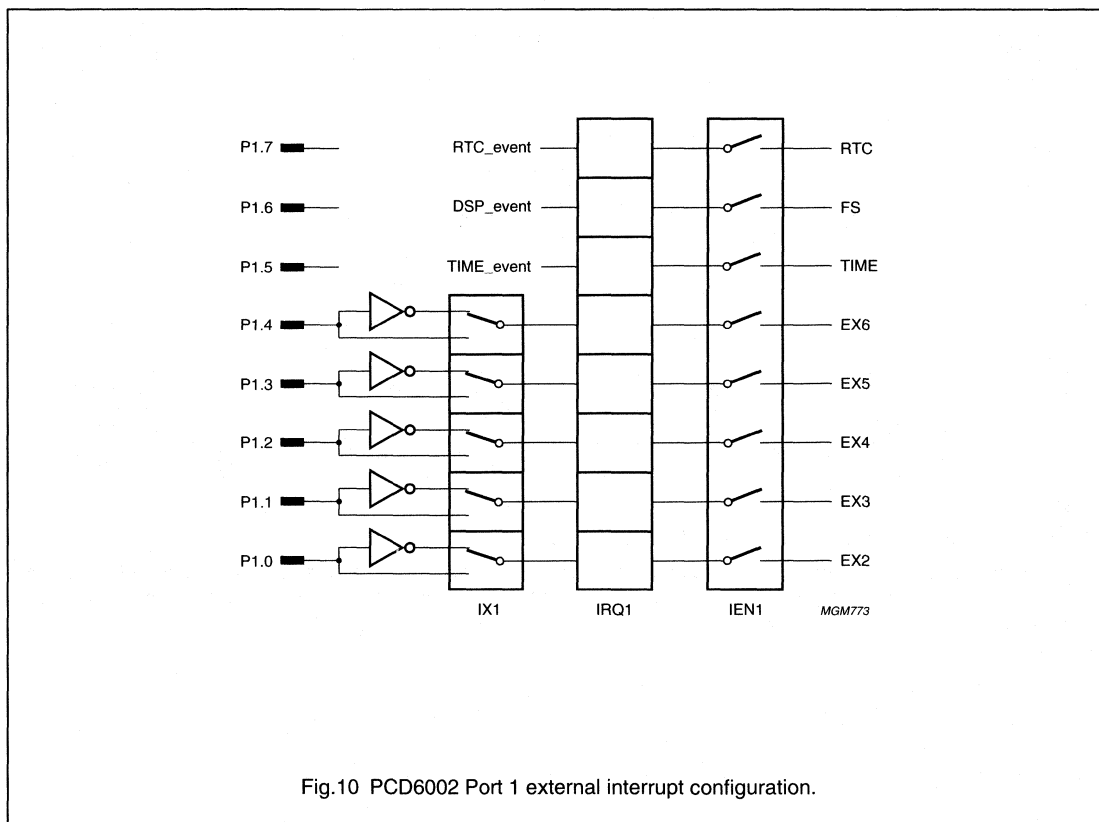 P1.7 RTC_event RTC
P1.6 DSP_event FS
P1.5 TIME_event TIME
P1.4 EX6
P1.3 EX5
P1.2 EX4
P1.1 EX3
P1.0 EX2
IX1 IRQ1 IEN1 MGM773
Fig.10 PCD6002 Port 1 external interrupt configuration.